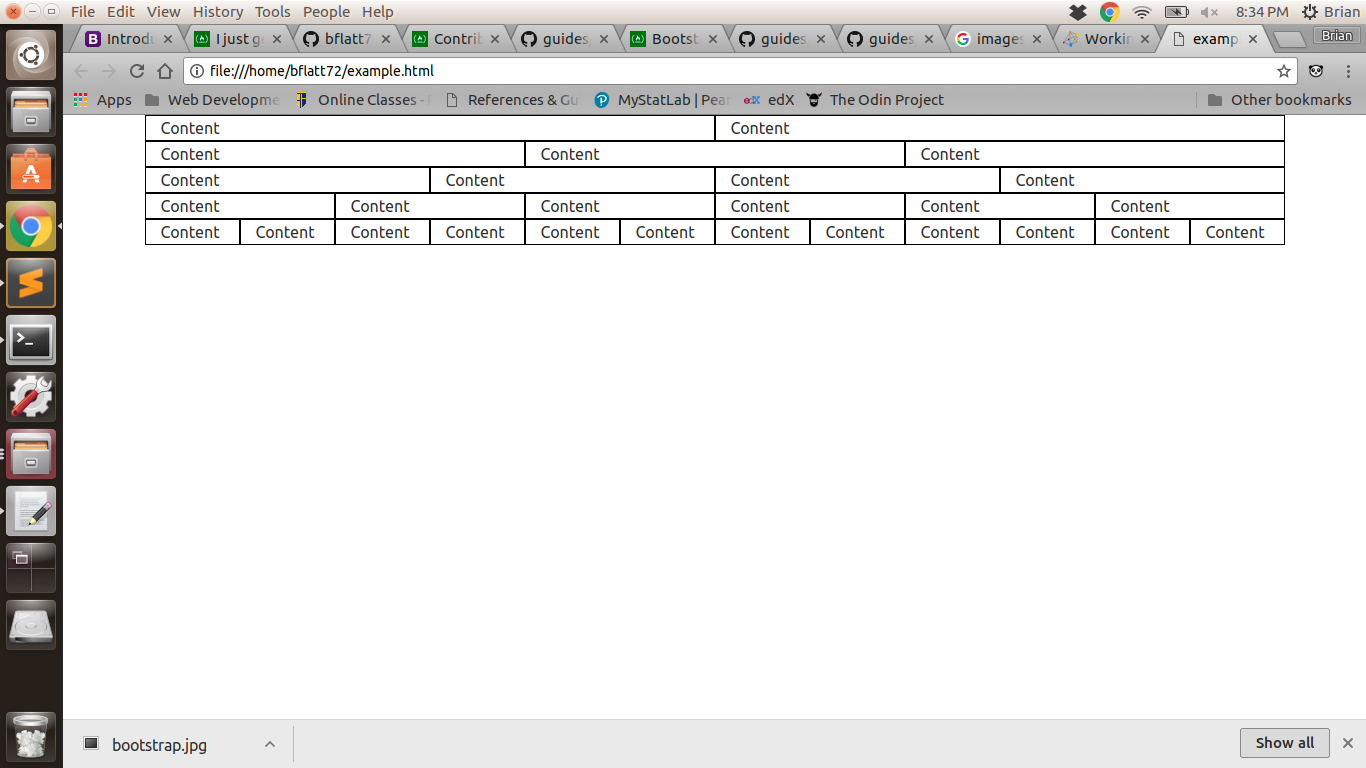 File Edit View History Tools People Help 8:34 PM Brian
Introdu I just g bflatt7 Contrib guides Bootst guides guides images Workin examp Brian
file:///home/bflatt72/example.html
Apps Web Developme Online Classes - References & Gu MyStatLab | Pear edX edX The Odin Project Other bookmarks
Content Content
Content Content Content
Content Content Content Content
Content Content Content Content Content Content
Content Content Content Content Content Content Content Content Content Content Content Content
bootstrap.jpg Show all